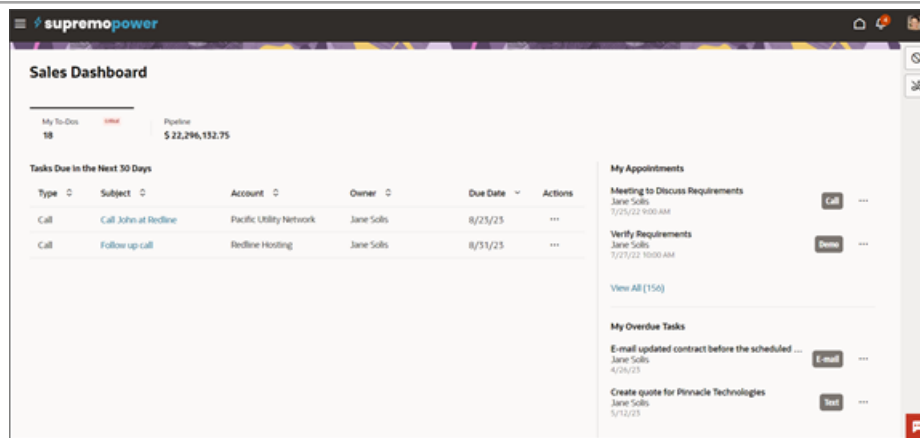 supremopower
Sales Dashboard
My To-Dos Critical Pipeline
18 $ 22,296,132.75
Tasks Due in the Next 30 Days
Type Subject Account Owner Due Date Actions
Call Call John at Redline Pacific Utility Network Jane Solis 8/23/23 ...
Call Follow up call Redline Hosting Jane Solis 8/31/23 ...
My Appointments
Meeting to Discuss Requirements
Jane Solis Call ...
7/25/22 9:00 AM
Verify Requirements
Jane Solis Demo ...
7/27/22 10:00 AM
View All (156)
My Overdue Tasks
E-mail updated contract before the scheduled ...
Jane Solis E-mail ...
4/26/23
Create quote for Pinnacle Technologies
Jane Solis Text ...
5/12/23